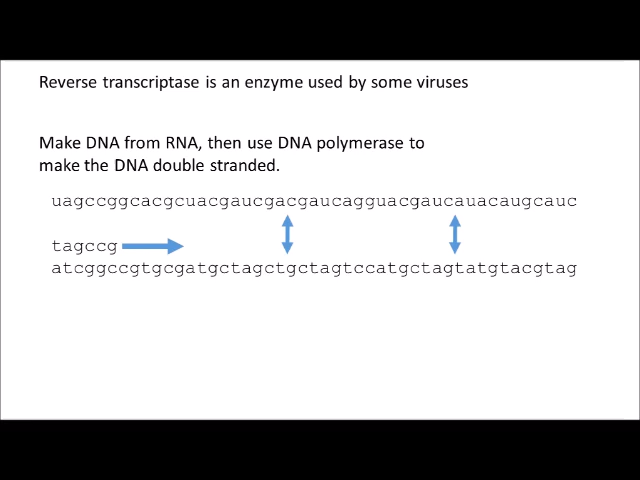 Reverse transcriptase is an enzyme used by some viruses
Make DNA from RNA, then use DNA polymerase to
make the DNA double stranded.
uagccggcacgcuacgaucgacgaucagguacgaucauacaugcauc
tagccg
atcggccgtgcgatgctagctgctagtccatgctagtatgtacgtag